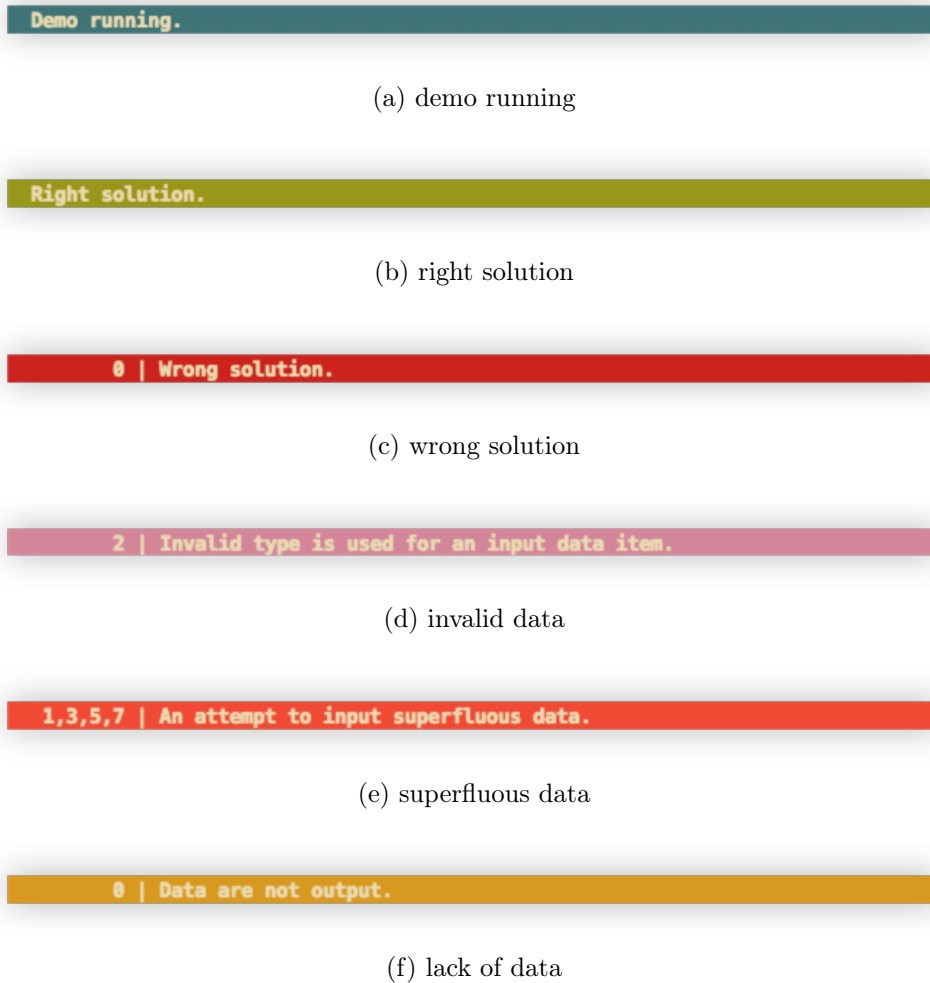 Demo running.
(a) demo running
Right solution.
(b) right solution
0 | Wrong solution.
(c) wrong solution
2 | Invalid type is used for an input data item.
(d) invalid data
1,3,5,7 | An attempt to input superfluous data.
(e) superfluous data
0 | Data are not output.
(f) lack of data